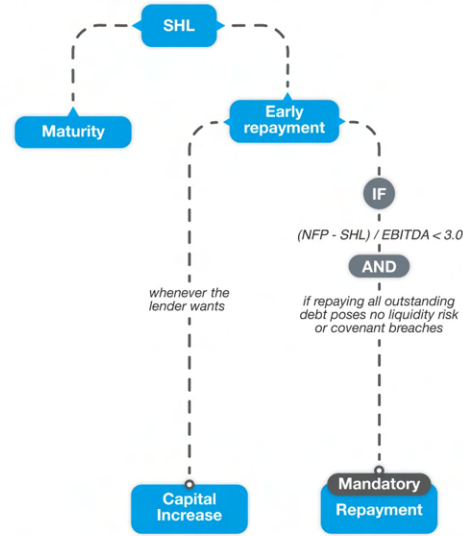 SHL
Maturity
Early
repayment
IF
(NFP - SHL) / EBITDA < 3.0
AND
whenever the
lender wants
if repaying all outstanding
debt poses no liquidity risk
or covenant breaches
Capital
Increase
Mandatory
Repayment